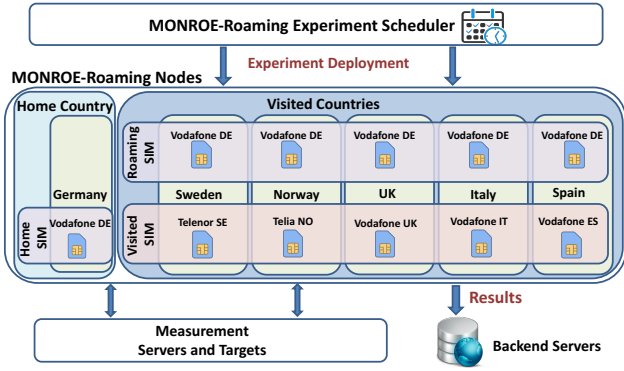 MONROE-Roaming Experiment Scheduler
Experiment Deployment
MONROE-Roaming Nodes
Home Country
Visited Countries
Roaming
SIM
Vodafone DE
Vodafone DE
Vodafone DE
Vodafone DE
Vodafone DE
Germany
Sweden
Norway
UK
Italy
Spain
Home
SIM
Vodafone DE
Visited
SIM
Telenor SE
Telia NO
Vodafone UK
Vodafone IT
Vodafone ES
Results
Measurement
Servers and Targets
Backend Servers